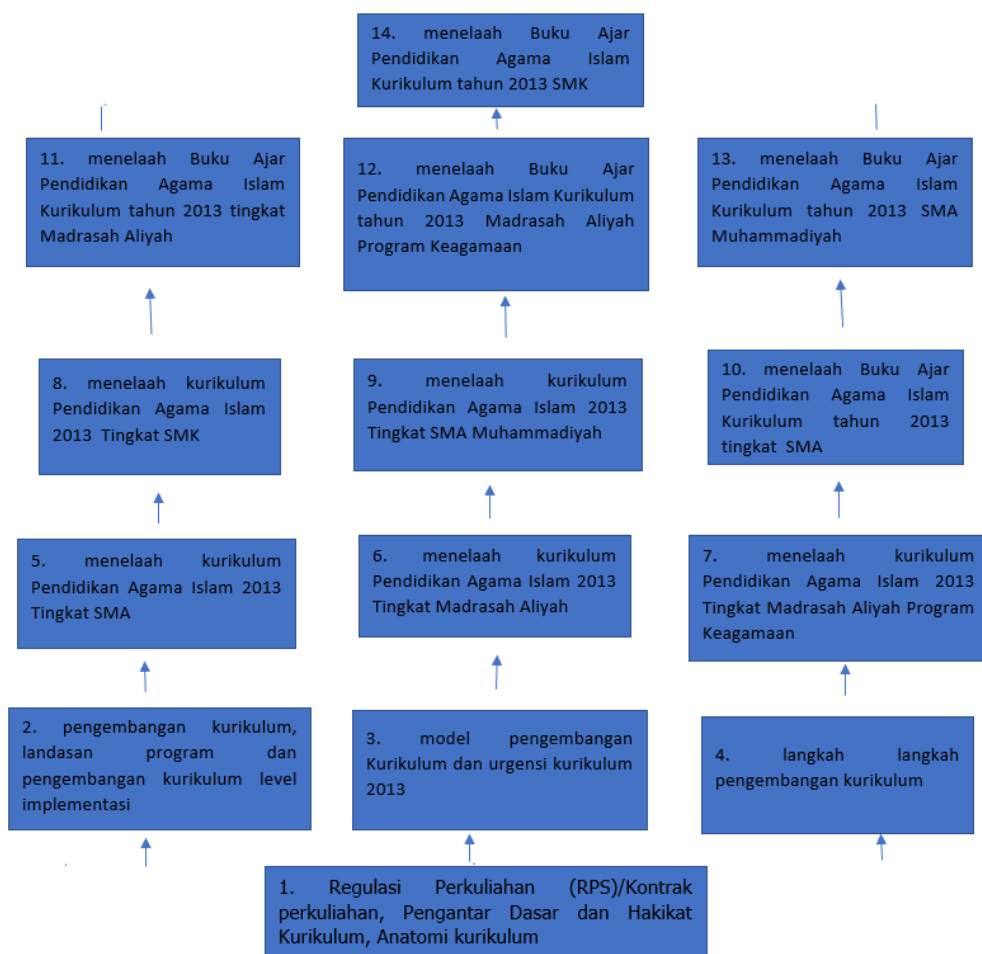 14. menelaah Buku Ajar
Pendidikan Agama Islam
Kurikulum tahun 2013 SMK
11. menelaah Buku Ajar
Pendidikan Agama Islam
Kurikulum tahun 2013 tingkat
Madrasah Aliyah
12. menelaah Buku Ajar
Pendidikan Agama Islam Kurikulum
tahun 2013 Madrasah Aliyah
Program Keagamaan
13. menelaah Buku Ajar
Pendidikan Agama Islam
Kurikulum tahun 2013 SMA
Muhammadiyah
8. menelaah kurikulum
Pendidikan Agama Islam
2013 Tingkat SMK
9. menelaah kurikulum
Pendidikan Agama Islam 2013
Tingkat SMA Muhammadiyah
10. menelaah Buku Ajar
Pendidikan Agama Islam
Kurikulum tahun 2013
tingkat SMA
5. menelaah kurikulum
Pendidikan Agama Islam 2013
Tingkat SMA
6. menelaah kurikulum
Pendidikan Agama Islam 2013
Tingkat Madrasah Aliyah
7. menelaah kurikulum
Pendidikan Agama Islam 2013
Tingkat Madrasah Aliyah Program
Keagamaan
2. pengembangan kurikulum,
landasan program dan
pengembangan kurikulum level
implementasi
3. model pengembangan
Kurikulum dan urgensi kurikulum
2013
4. langkah langkah
pengembangan kurikulum
1. Regulasi Perkuliahan (RPS)/Kontrak
perkuliahan, Pengantar Dasar dan Hakikat
Kurikulum, Anatomi kurikulum